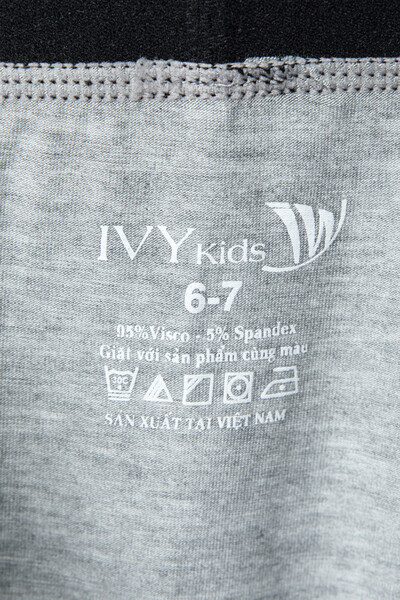 IVY Kids
6-7
95%Visco - 5% Spandex
Giặt với sản phẩm cùng màu
30C
SẢN XUẤT TẠI VIỆT NAM